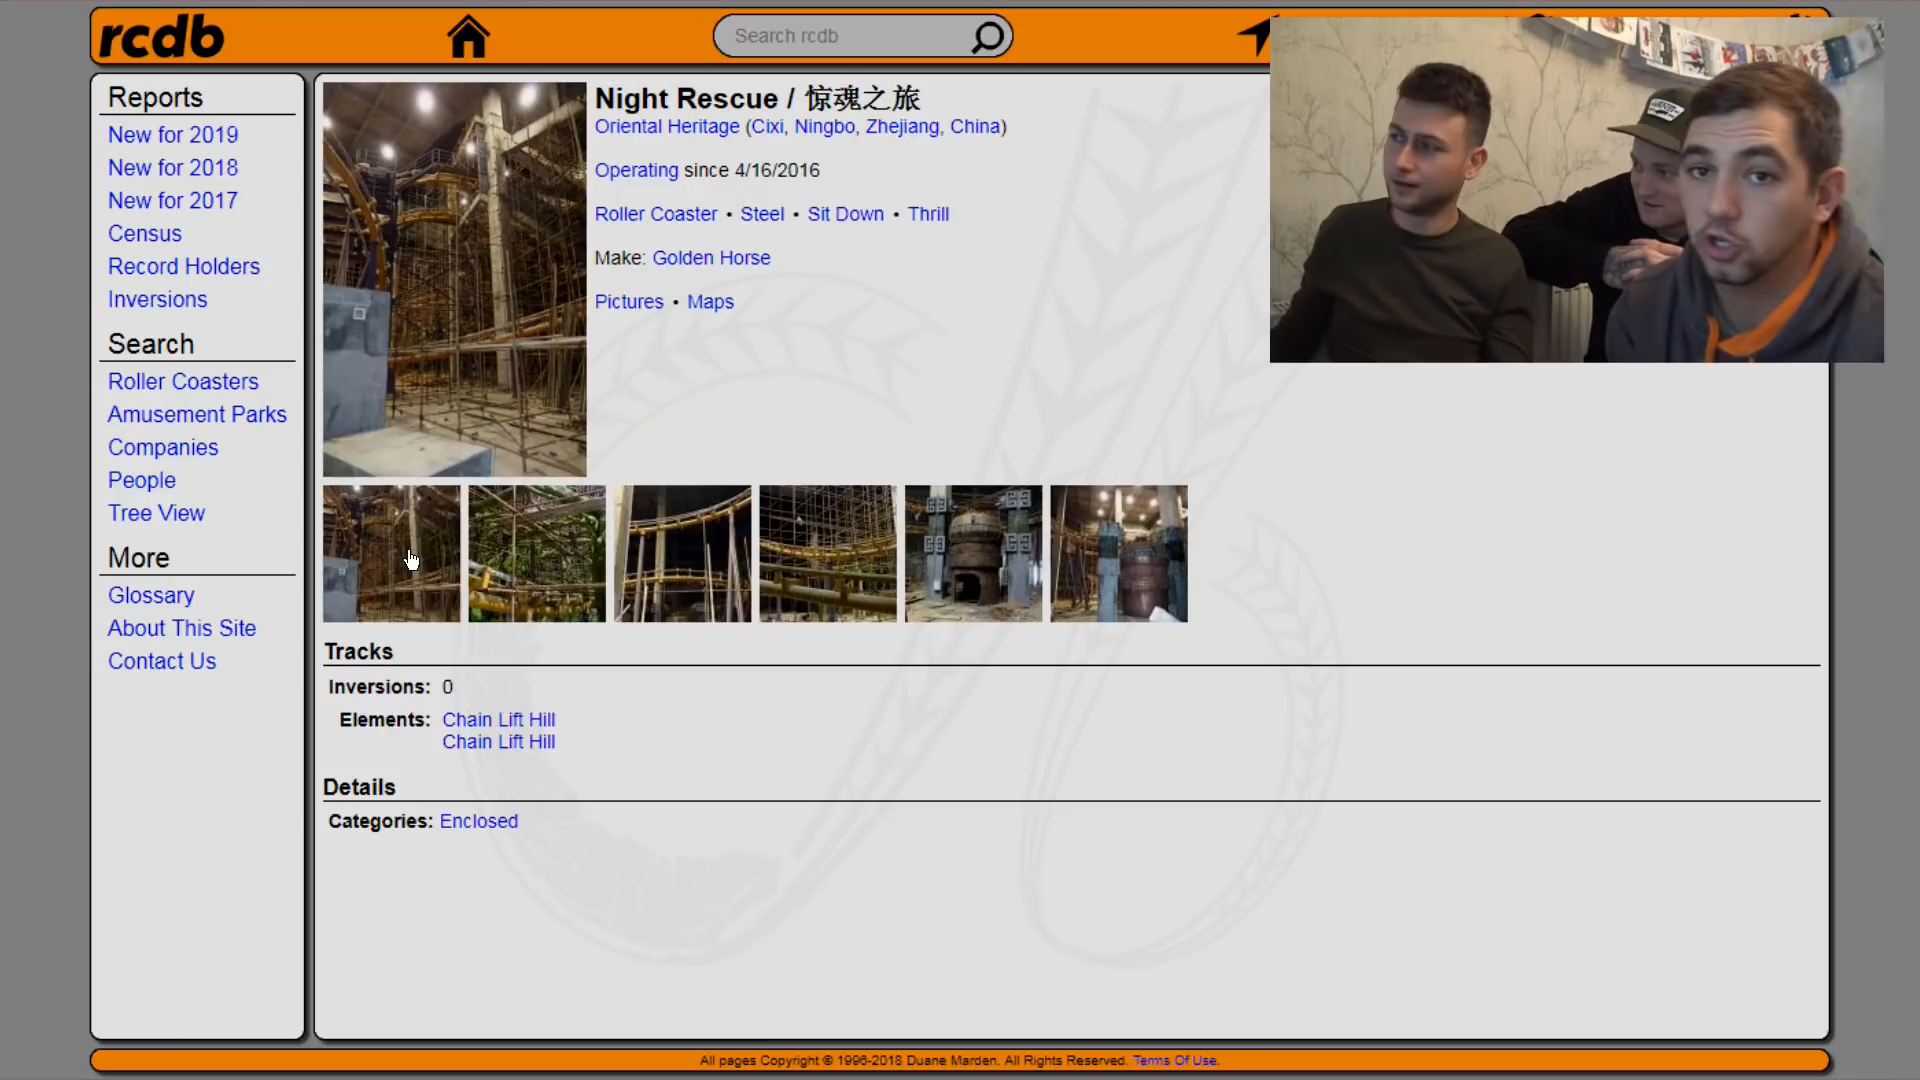 rcdb
Search rcdb
Reports
New for 2019
New for 2018
New for 2017
Census
Record Holders
Inversions
Search
Roller Coasters
Amusement Parks
Companies
People
Tree View
More
Glossary
About This Site
Contact Us
Night Rescue / 惊魂之旅
Oriental Heritage (Cixi, Ningbo, Zhejiang, China)
Operating since 4/16/2016
Roller Coaster • Steel • Sit Down • Thrill
Make: Golden Horse
Pictures • Maps
Tracks
Inversions: 0
Elements: Chain Lift Hill
Chain Lift Hill
Details
Categories: Enclosed
All pages Copyright © 1996-2018 Duane Marden. All Rights Reserved. Terms Of Use.